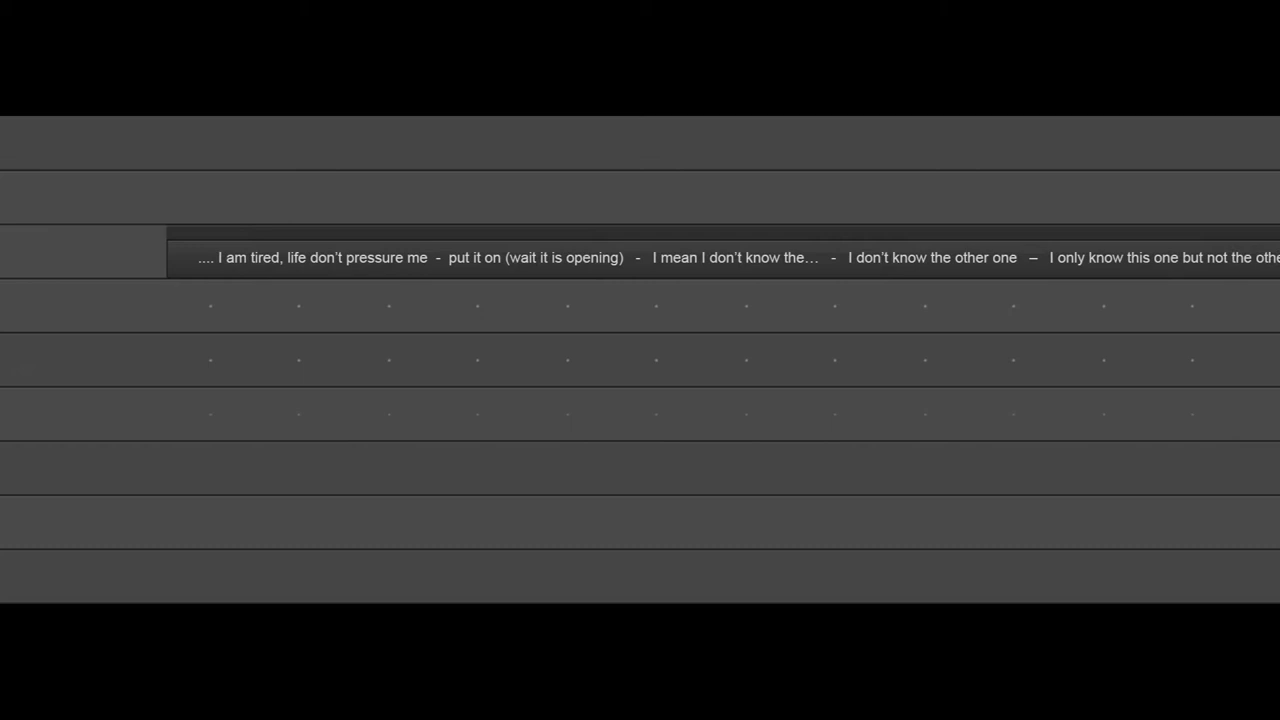 .... I am tired, life don’t pressure me - put it on (wait it is opening) - I mean I don’t know the… - I don’t know the other one – I only know this one but not the othe